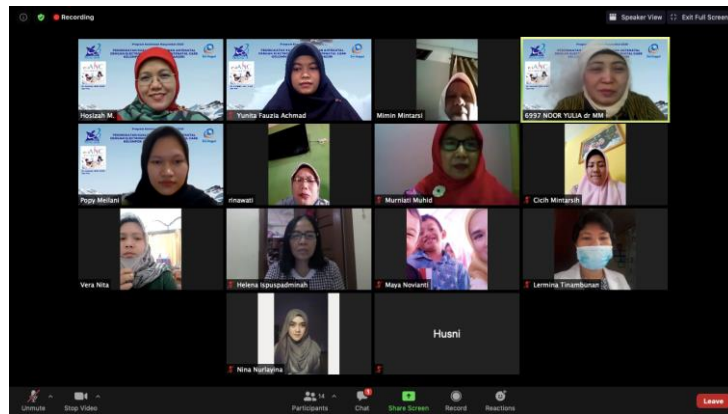 Recording
Speaker View
Exit Full Screen
Hosizah M.
Yunita Fauzia Achmad
Mimin Mintarsi
6997 NOOR YULIA dr MM
Popy Meilani
rinawati
Murniati Muhid
Cicih Mintarsih
Vera Nita
Helena Ispuspadminah
Maya Novianti
Lermina Tinambunan
Nina Nurlayina
Husni
Unmute
Stop Video
14
Participants
1
Chat
Share Screen
Record
Reactions
Leave